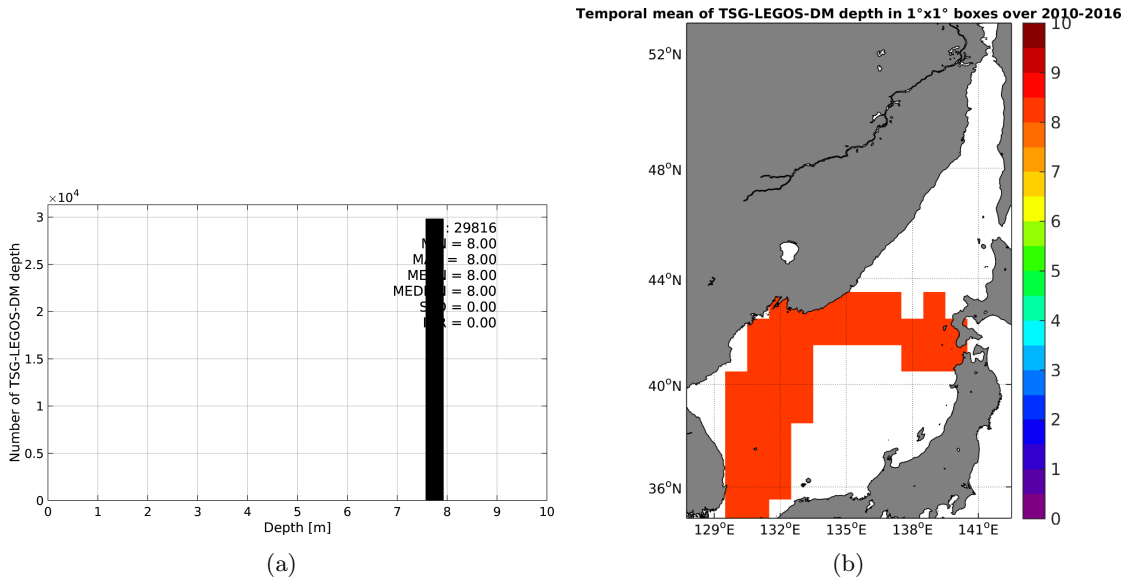 Temporal mean of TSG-LEGOS-DM depth in 1°x1° boxes over 2010-2016
×10⁴
3
2.5
2
1.5
1
0.5
0
Number of TSG-LEGOS-DM depth
: 29816
= 8.00
= 8.00
= 8.00
= 8.00
= 0.00
= 0.00
0 1 2 3 4 5 6 7 8 9 10
Depth [m]
(a)
52°N
48°N
44°N
40°N
36°N
129°E 132°E 135°E 138°E 141°E
10
9
8
7
6
5
4
3
2
1
0
(b)